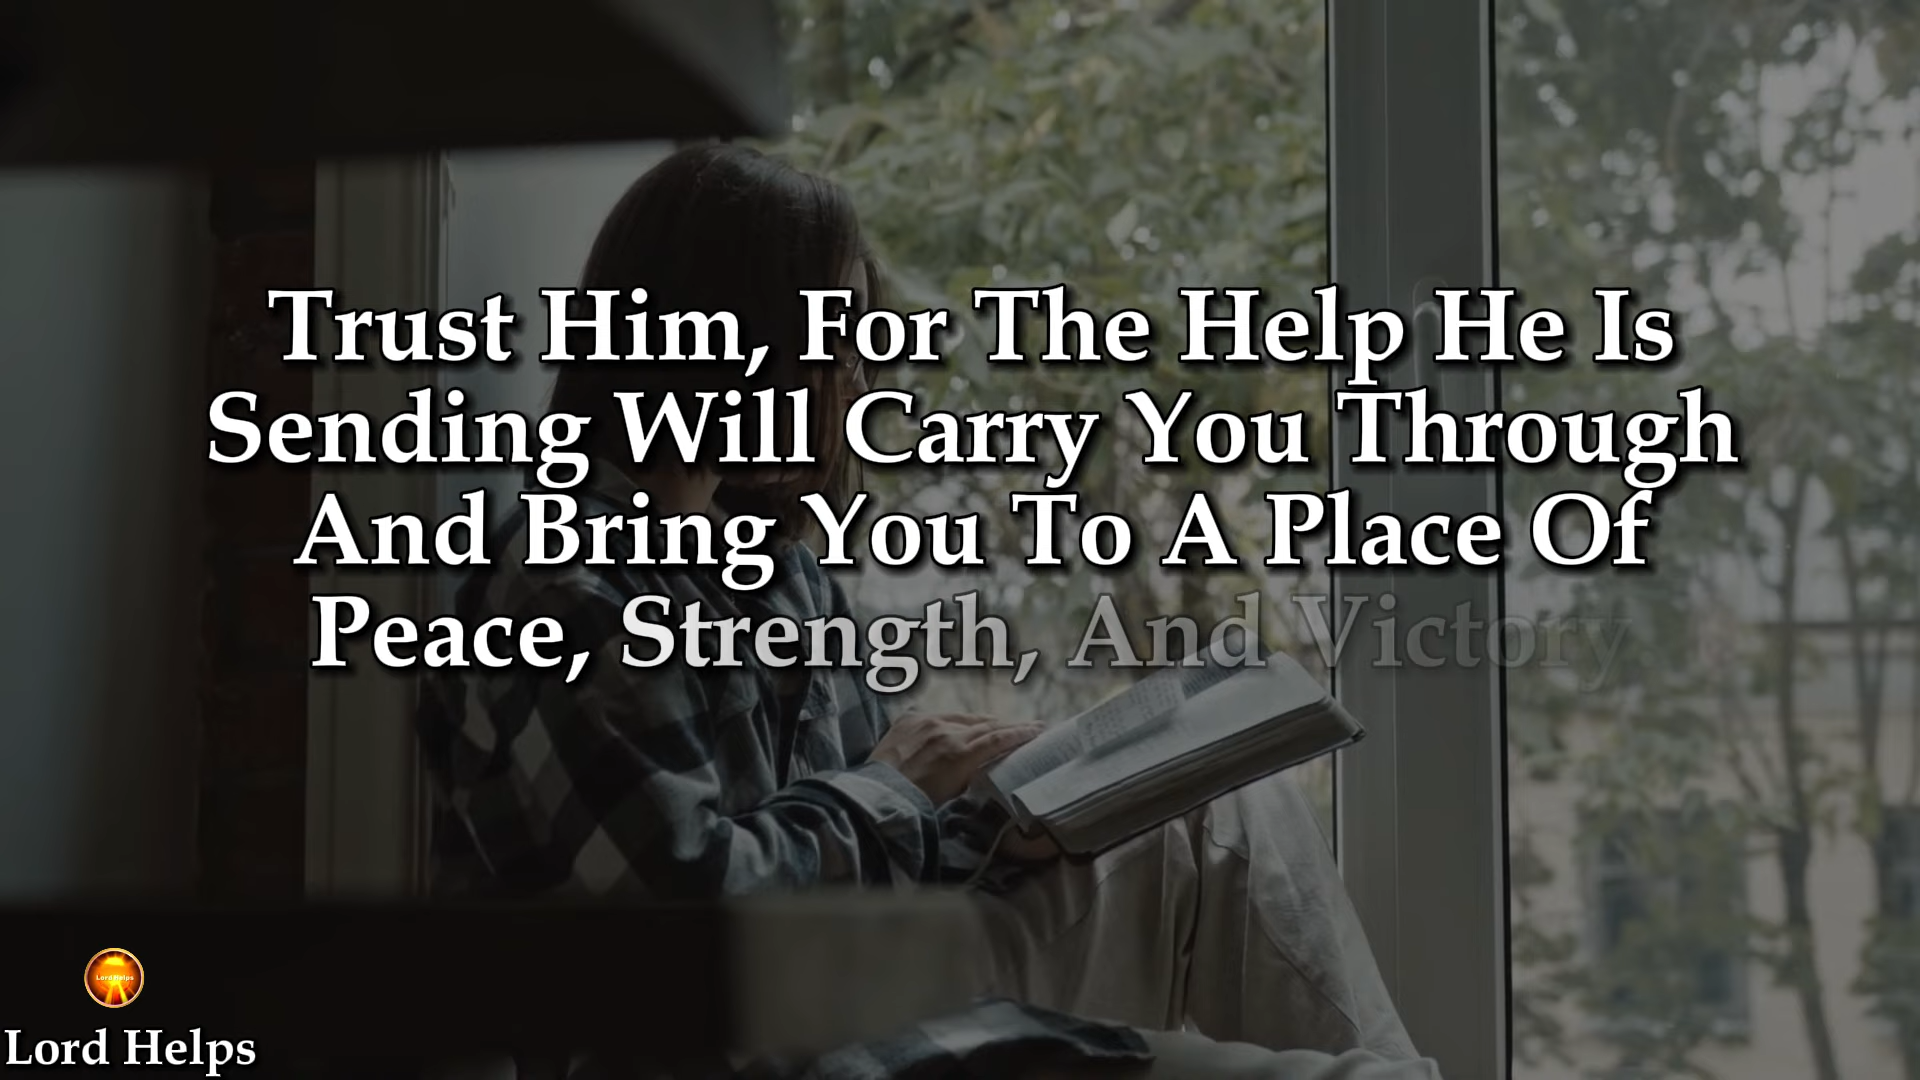 Trust Him, For The Help He Is
Sending Will Carry You Through
And Bring You To A Place Of
Peace, Strength, And Victory
LordHelps
Lord Helps